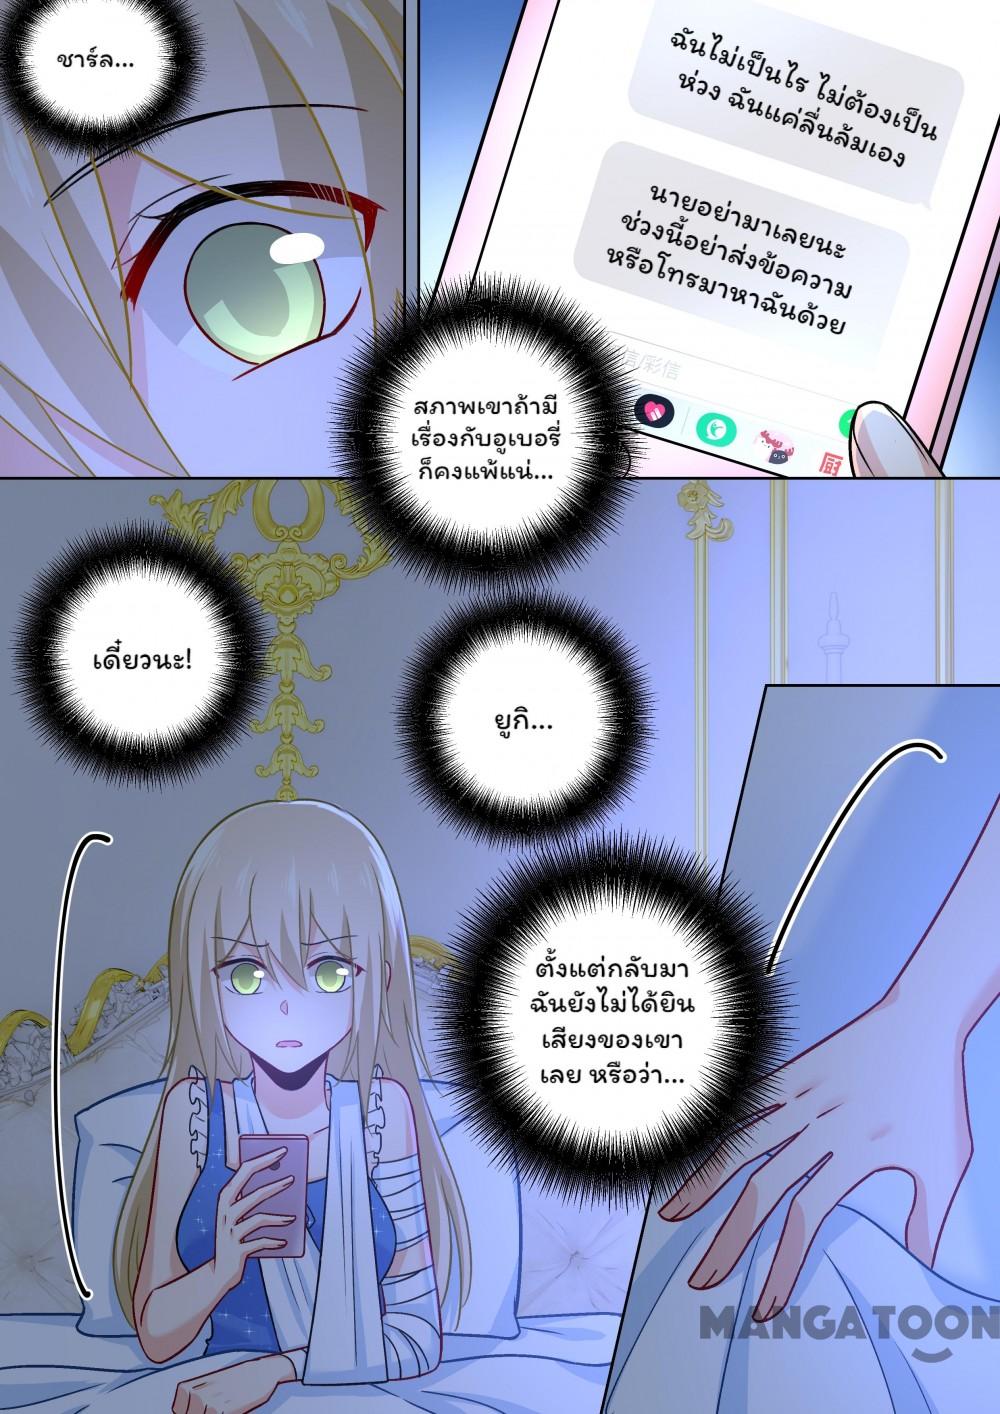 ชาร์ล...
ฉันไม่เป็นไร ไม่ต้องเป็น
ห่วง ฉันแค่ลื่นล้มเอง
นายอย่ามาเลยนะ
ช่วงนี้อย่าส่งข้อความ
หรือโทรมาหาฉันด้วย
信/彩信
厨
สภาพเขาถ้ามี
เรื่องกับอูเบอรี่
ก็คงแพ้แน่...
เดี๋ยวนะ!
ยูกิ...
ตั้งแต่กลับมา
ฉันยังไม่ได้ยิน
เสียงของเขา
เลย หรือว่า...
MANGATOON